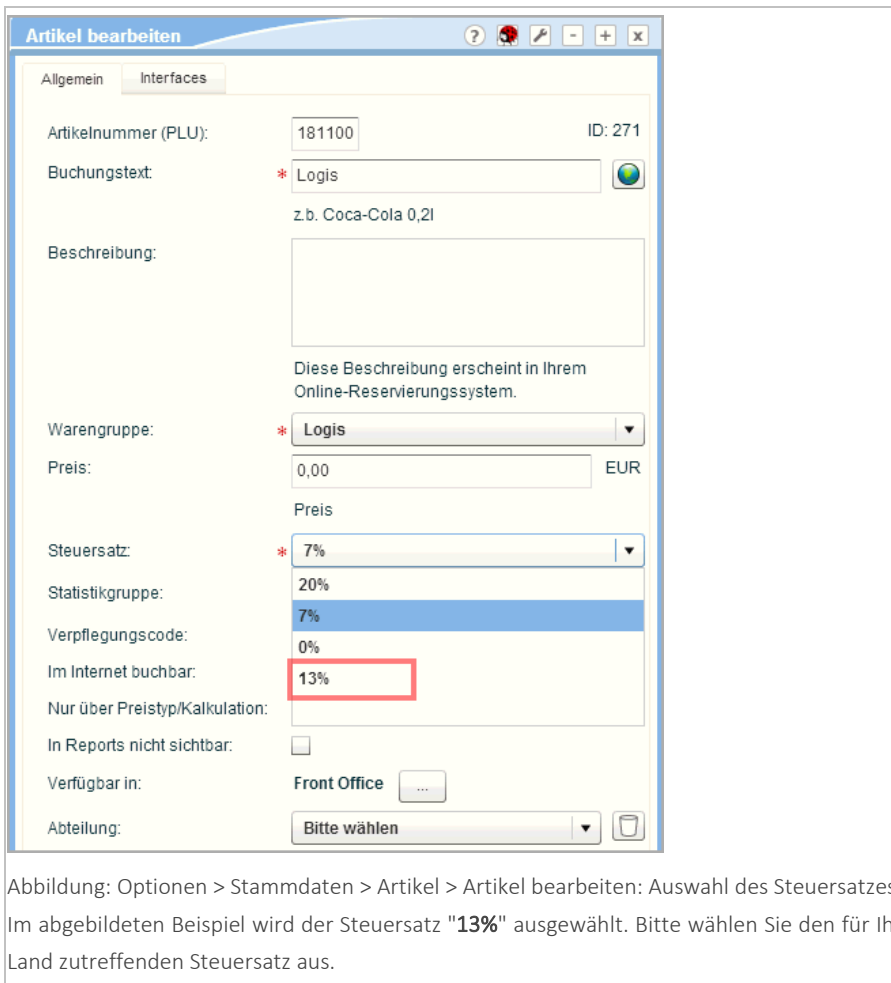 Artikel bearbeiten ? - + x
Allgemein Interfaces
Artikelnummer (PLU): 181100 ID: 271
Buchungstext: * Logis
z.b. Coca-Cola 0,2l
Beschreibung:
Diese Beschreibung erscheint in Ihrem
Online-Reservierungssystem.
Warengruppe: * Logis
Preis: 0,00 EUR
Preis
Steuersatz: * 7%
Statistikgruppe: 20%
7%
Verpflegungscode: 0%
Im Internet buchbar: 13%
Nur über Preistyp/Kalkulation:
In Reports nicht sichtbar:
Verfügbar in: Front Office ...
Abteilung: Bitte wählen
Abbildung: Optionen > Stammdaten > Artikel > Artikel bearbeiten: Auswahl des Steuersatzes
Im abgebildeten Beispiel wird der Steuersatz "13%" ausgewählt. Bitte wählen Sie den für Ih
Land zutreffenden Steuersatz aus.